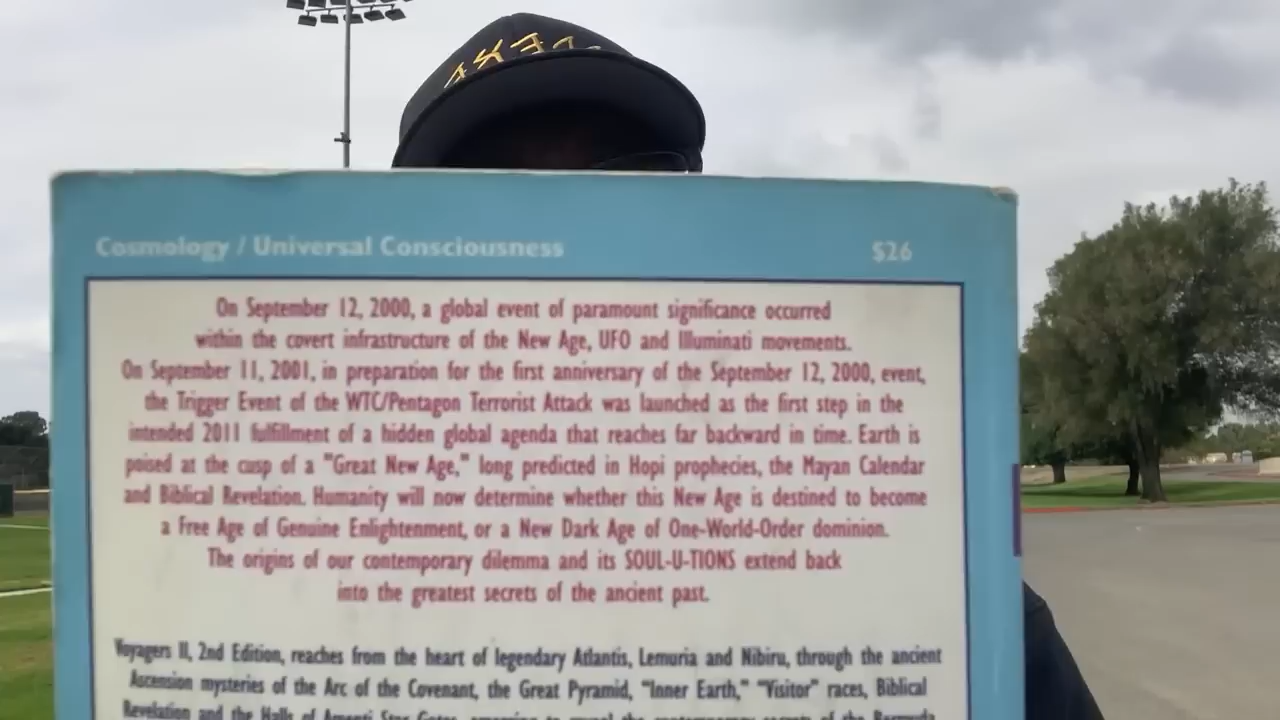 Cosmology / Universal Consciousness
$26
On September 12, 2000, a global event of paramount significance occurred
within the covert infrastructure of the New Age, UFO and Illuminati movements.
On September 11, 2001, in preparation for the first anniversary of the September 12, 2000, event,
the Trigger Event of the WTC/Pentagon Terrorist Attack was launched as the first step in the
intended 2011 fulfillment of a hidden global agenda that reaches far backward in time. Earth is
poised at the cusp of a "Great New Age," long predicted in Hopi prophecies, the Mayan Calendar
and Biblical Revelation. Humanity will now determine whether this New Age is destined to become
a Free Age of Genuine Enlightenment, or a New Dark Age of One-World-Order dominion.
The origins of our contemporary dilemma and its SOUL-U-TIONS extend back
into the greatest secrets of the ancient past.
Voyagers II, 2nd Edition, reaches from the heart of legendary Atlantis, Lemuria and Nibiru, through the ancient
Ascension mysteries of the Arc of the Covenant, the Great Pyramid, "Inner Earth," "Visitor" races, Biblical
Revelation and the Halls of Amenti Star Gates